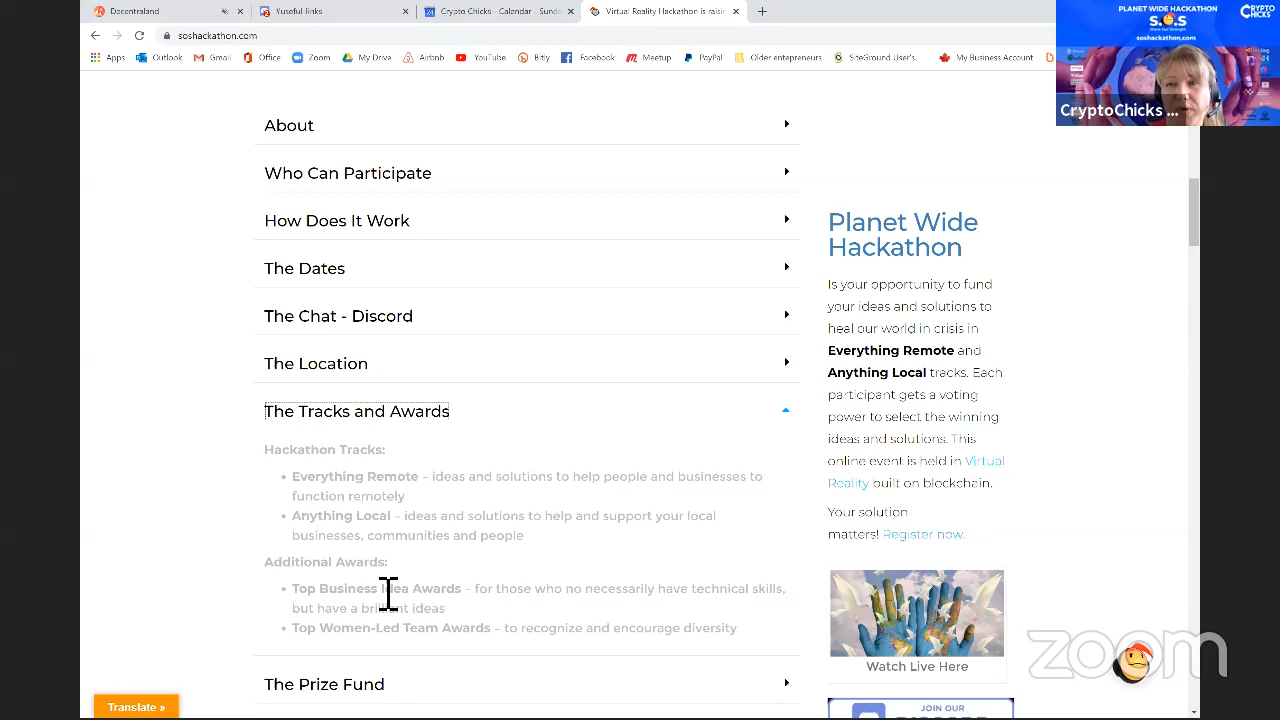 Decentraland
#useful-links
Crypto Chicks - Calendar - Sunda
Virtual Reality Hackathon is raisin
soshackathon.com
Apps
Outlook
Gmail
Office
Zoom
My Drive
Airbnb
YouTube
Bitly
Facebook
Meetup
PayPal
Older entepreneurs
SiteGround User's.
My Business Account
PLANET WIDE HACKATHON
S.O.S
Share Our Strength
soshackathon.com
CRYPTO
CHICKS
CryptoChicks ...
About
Who Can Participate
How Does It Work
The Dates
The Chat - Discord
The Location
The Tracks and Awards
Hackathon Tracks:
• Everything Remote – ideas and solutions to help people and businesses to
function remotely
• Anything Local – ideas and solutions to help and support your local
businesses, communities and people
Additional Awards:
• Top Business Idea Awards – for those who no necessarily have technical skills,
but have a brilliant ideas
• Top Women-Led Team Awards – to recognize and encourage diversity
The Prize Fund
Planet Wide
Hackathon
Is your opportunity to fund
your ideas and solutions to
heal our world in crisis in
Everything Remote and
Anything Local tracks. Each
participant gets a voting
power to select the winning
ideas and solutions. This
online event is held in Virtual
Reality built on blockchain.
Your solution
matters! Register now.
Watch Live Here
JOIN OUR
zoom
Translate »